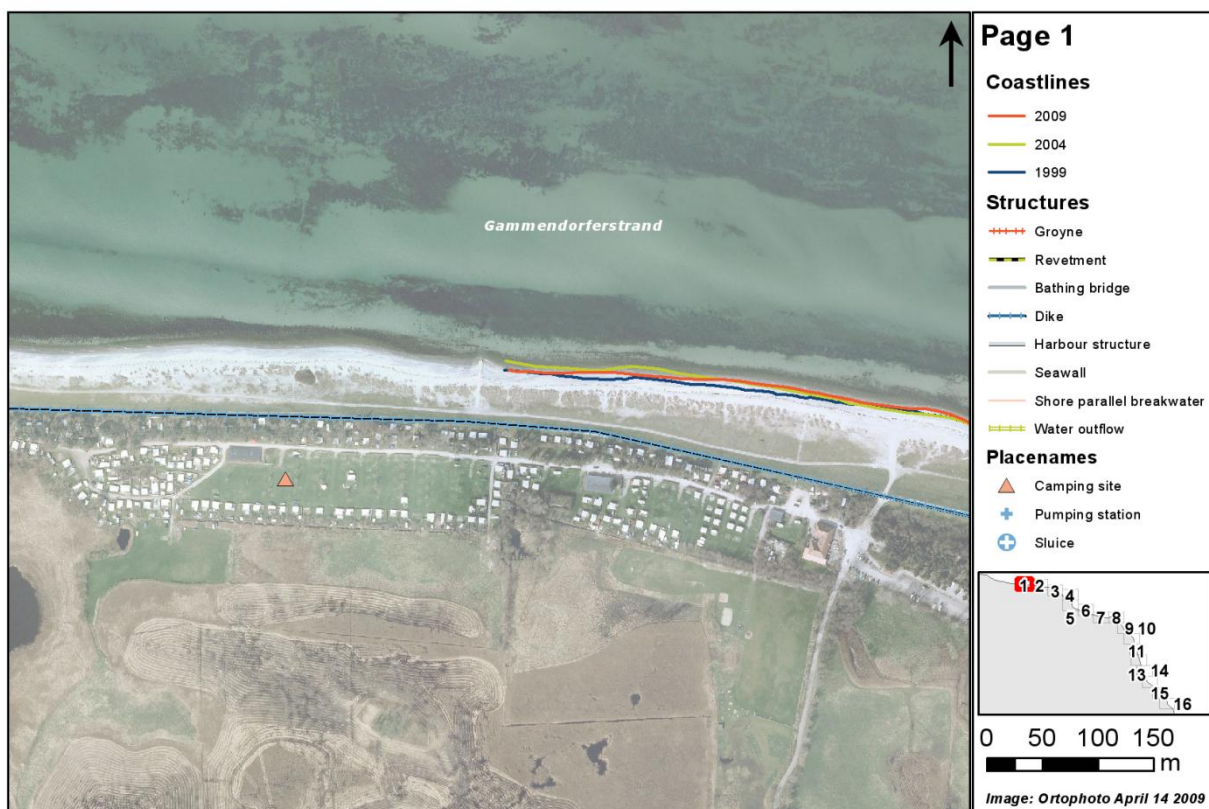 Gammendorferstrand
Page 1
Coastlines
2009
2004
1999
Structures
Groyne
Revetment
Bathing bridge
Dike
Harbour structure
Seawall
Shore parallel breakwater
Water outflow
Placenames
Camping site
Pumping station
Sluice
1 2 3 4
5 6 7 8
9 10
11
13 14
15 16
0 50 100 150
m
Image: Ortophoto April 14 2009